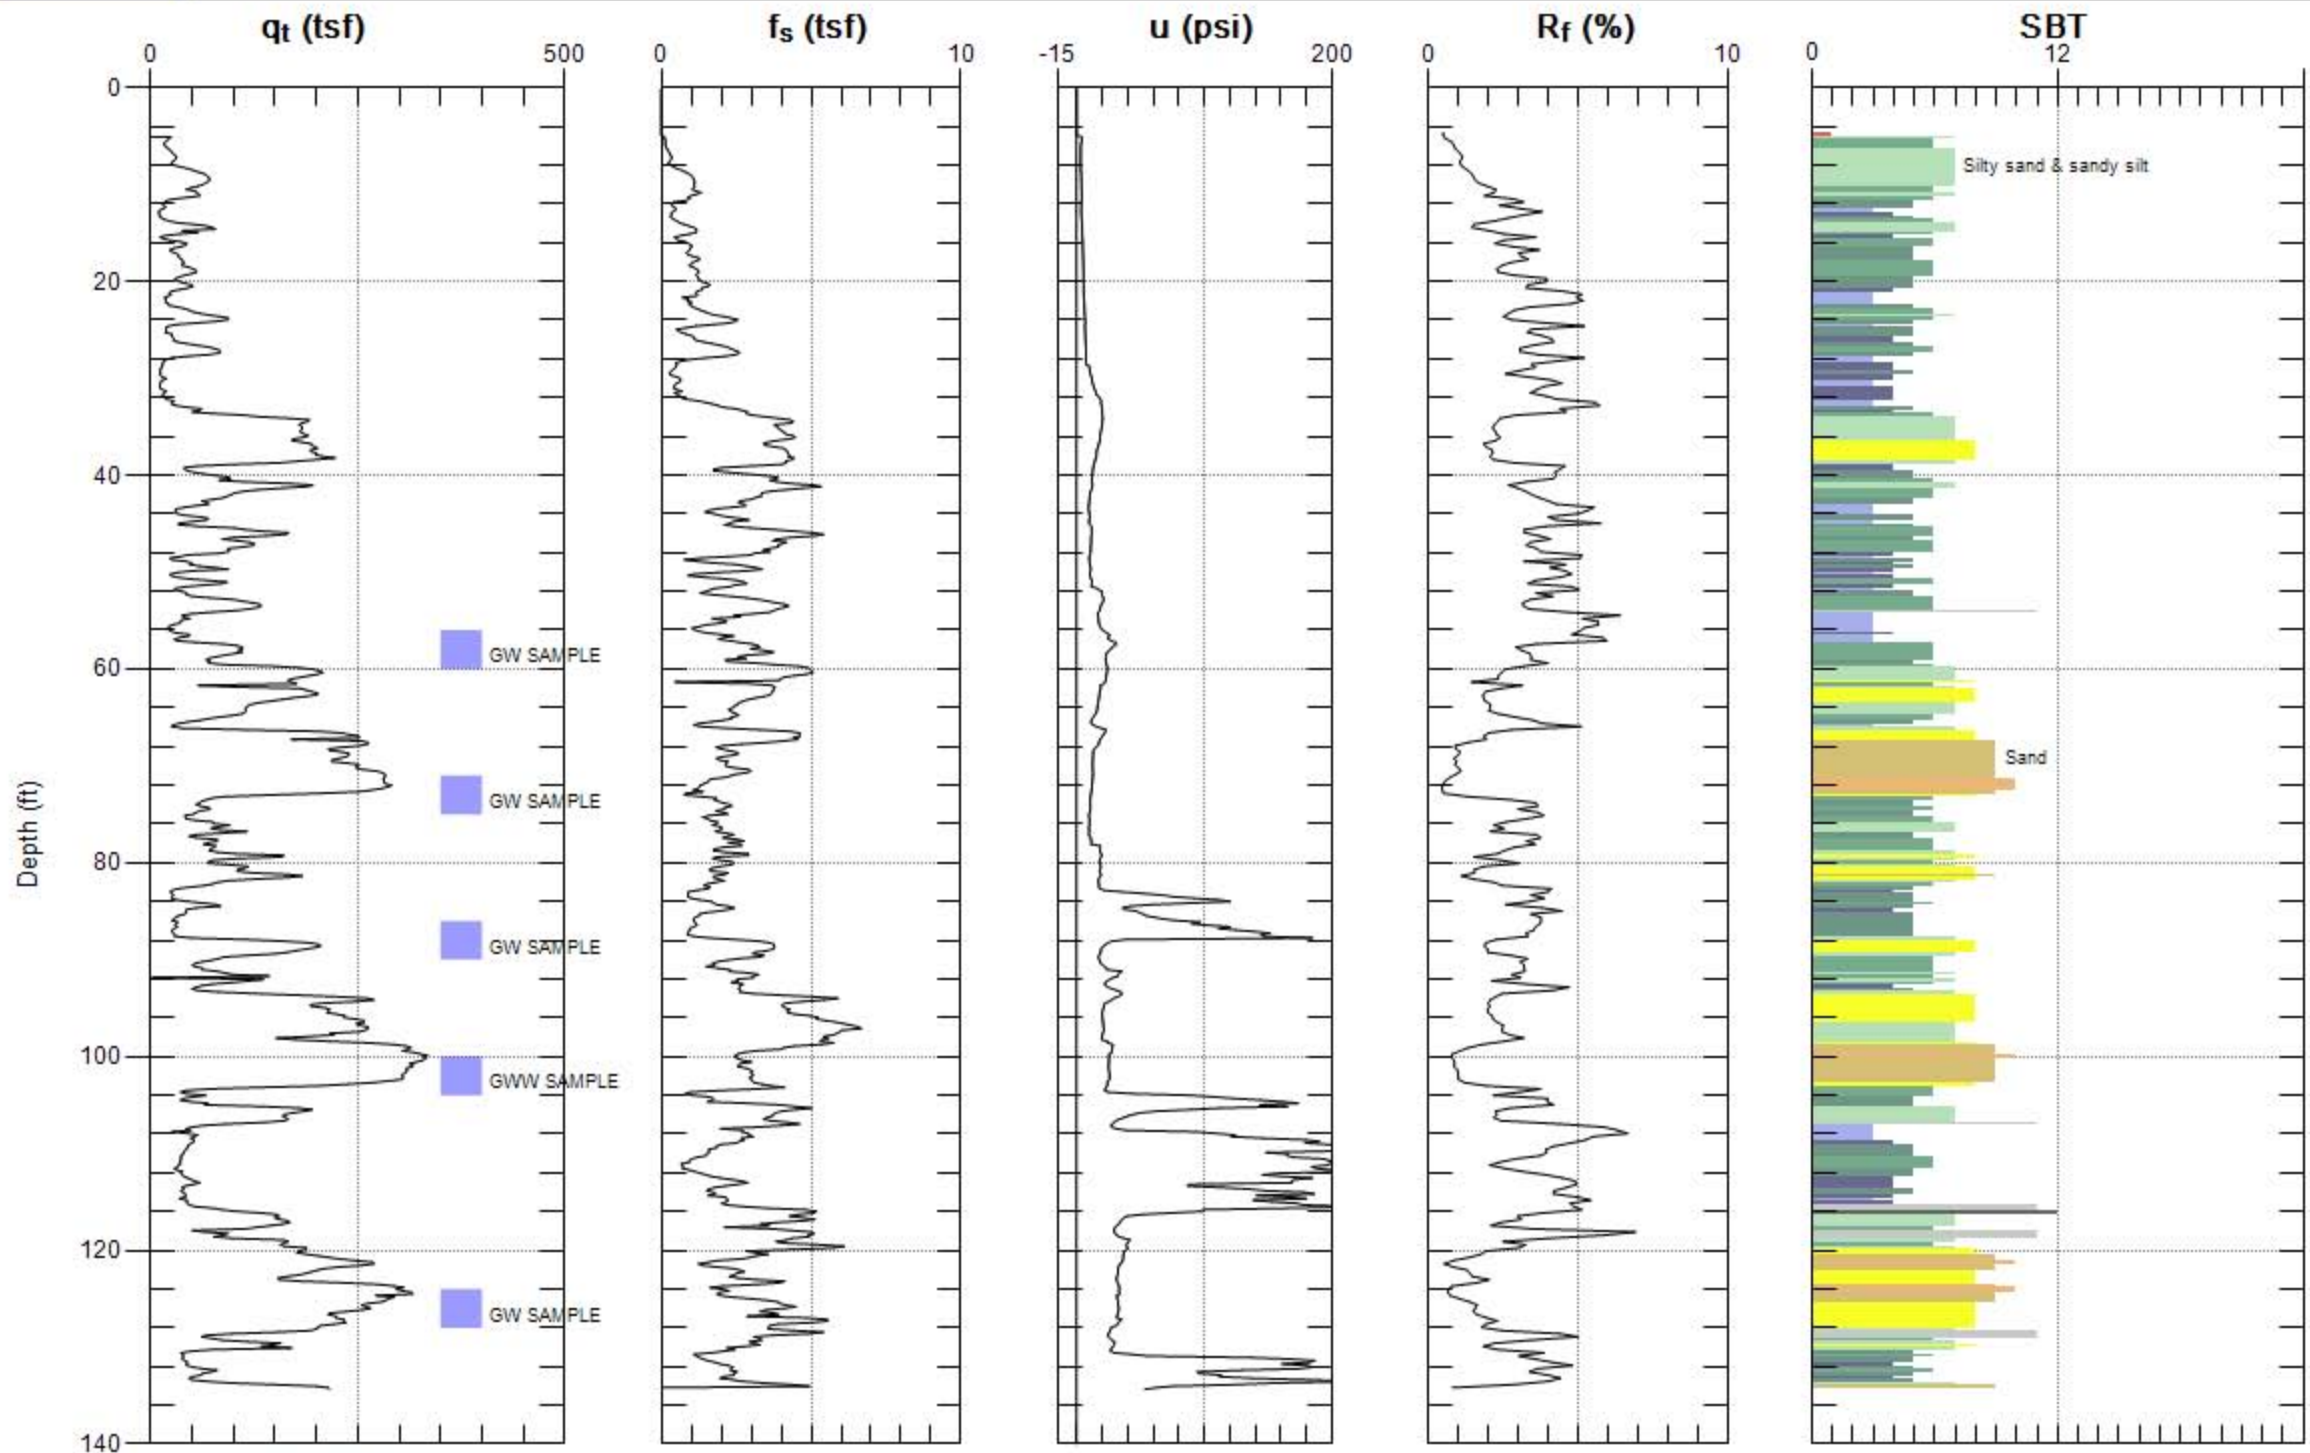 qt (tsf)
fs (tsf)
u (psi)
Rf (%)
SBT
0
500
0
10
-15
200
0
10
0
12
0
Silty sand & sandy silt
20
40
GW SAMPLE
60
Sand
GW SAMPLE
Depth (ft)
80
GW SAMPLE
100
GWW SAMPLE
120
GW SAMPLE
140